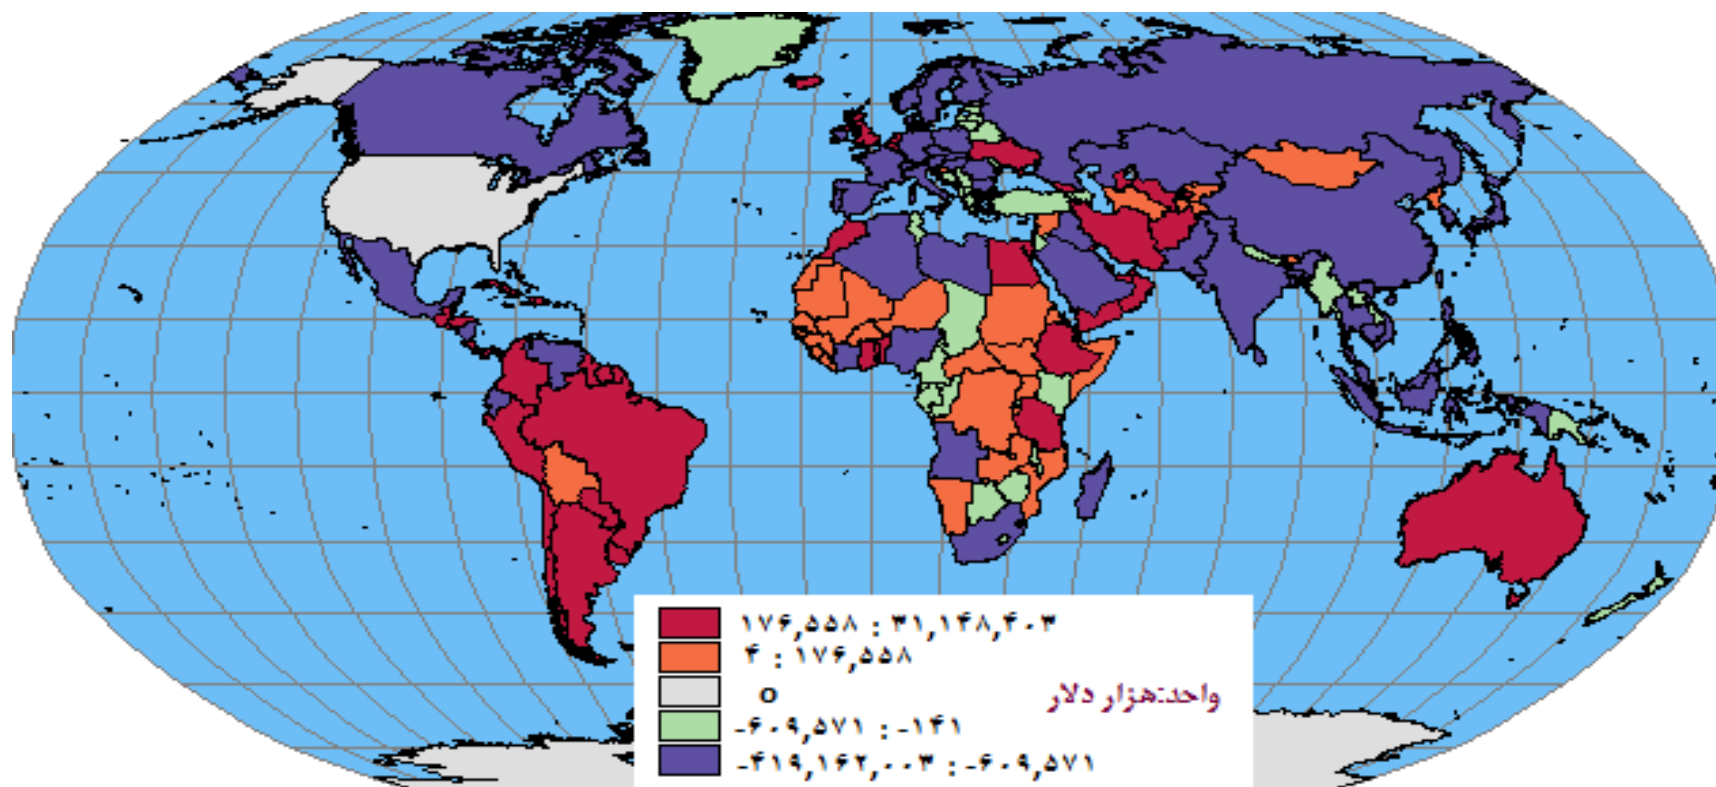 ۱۷۶,۵۵۸ : ۳۱,۱۴۸,۴۰۳
۴ : ۱۷۶,۵۵۸
o
واحد:هزار دلار
-۶۰۹,۵۷۱ : -۱۴۱
-۴۱۹,۱۶۲,۰۰۳ : -۶۰۹,۵۷۱